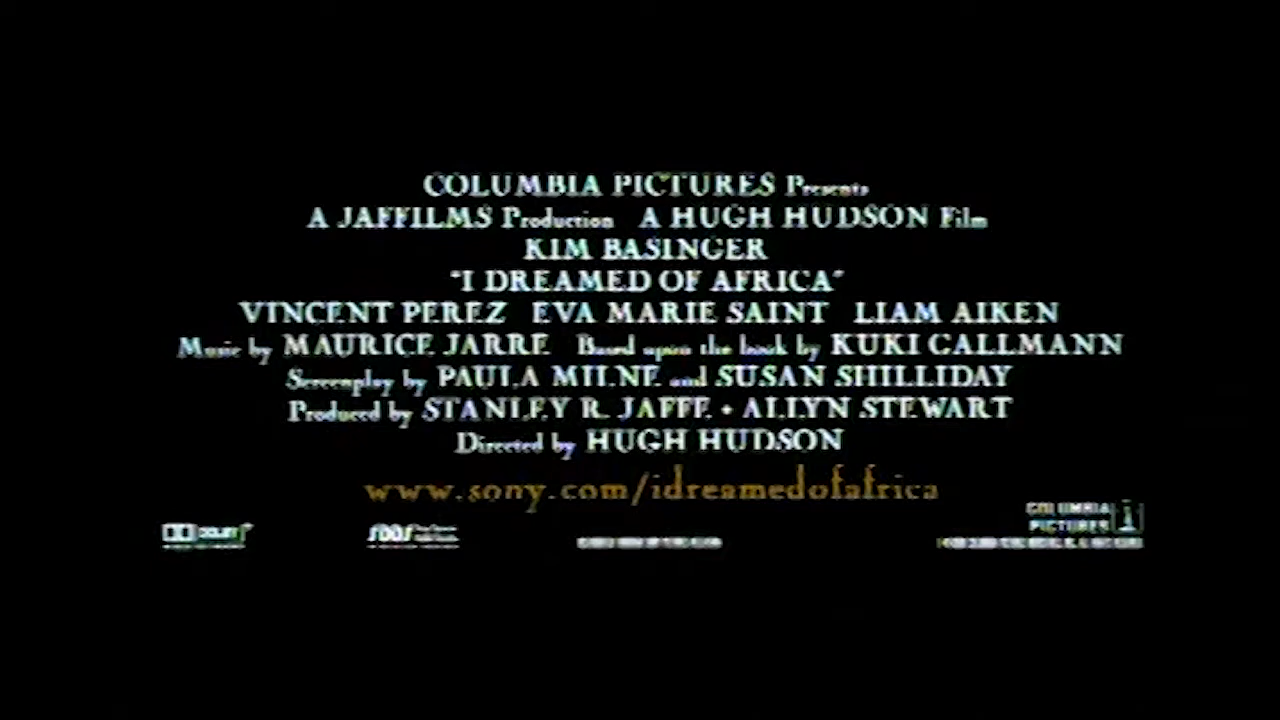 COLUMBIA PICTURES Presents
A JAFFILMS Production A HUGH HUDSON Film
KIM BASINGER
"I DREAMED OF AFRICA"
VINCENT PEREZ EVA MARIE SAINT LIAM AIKEN
Music by MAURICE JARRE Based upon the book by KUKI GALLMANN
Screenplay by PAULA MILNE and SUSAN SHILLIDAY
Produced by STANLEY R. JAFFE • ALLYN STEWART
Directed by HUGH HUDSON
www.sony.com/idreamedofafrica
COLUMBIA
PICTURES
DOLBY
SDDS